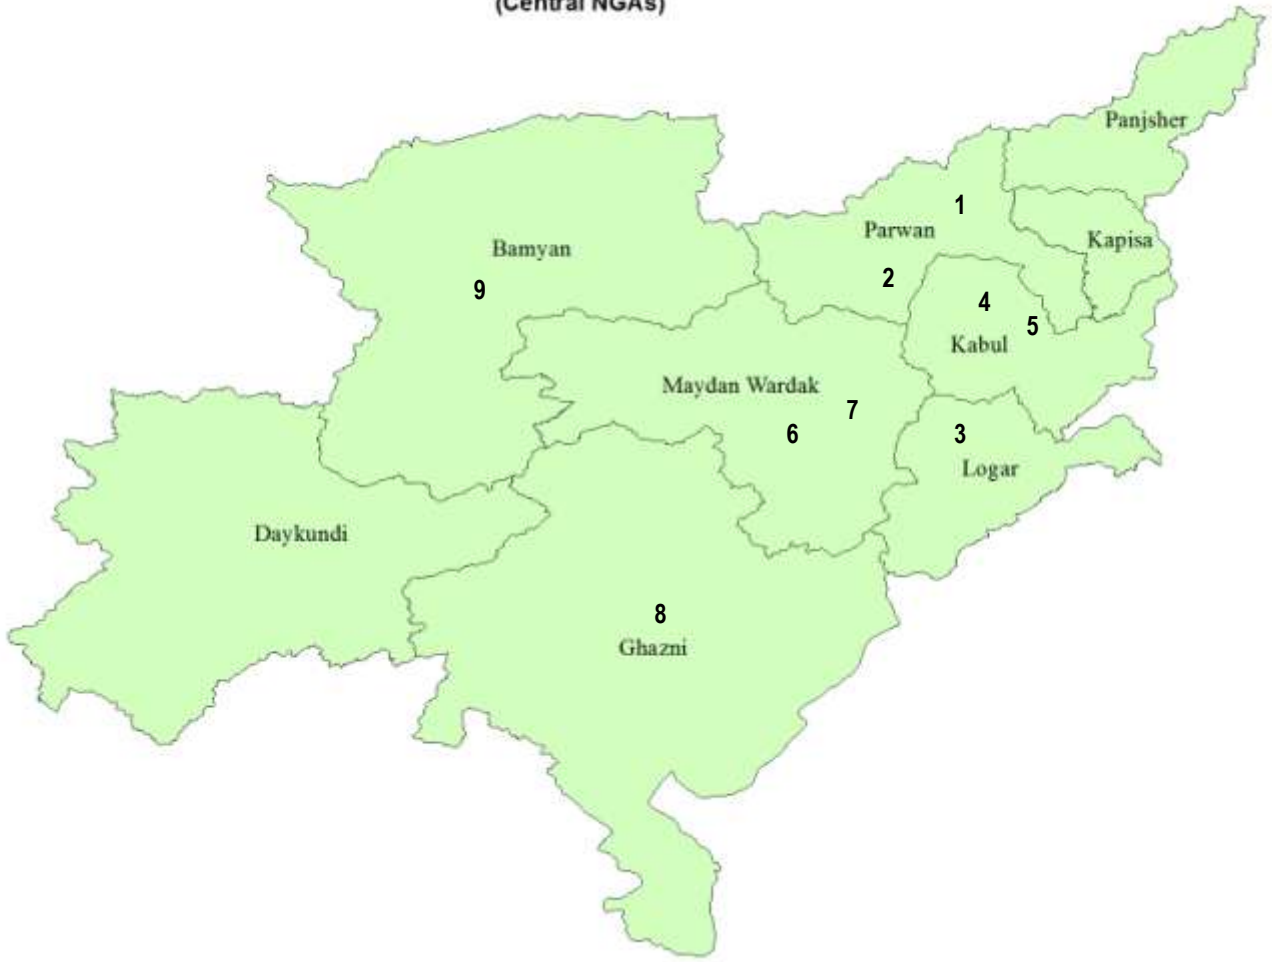 (Central NGAs)
Panjsher
1
Parwan
Kapisa
Bamyan
2
9
4
5
Kabul
Maydan Wardak
7
6
3
Logar
Daykundi
8
Ghazni